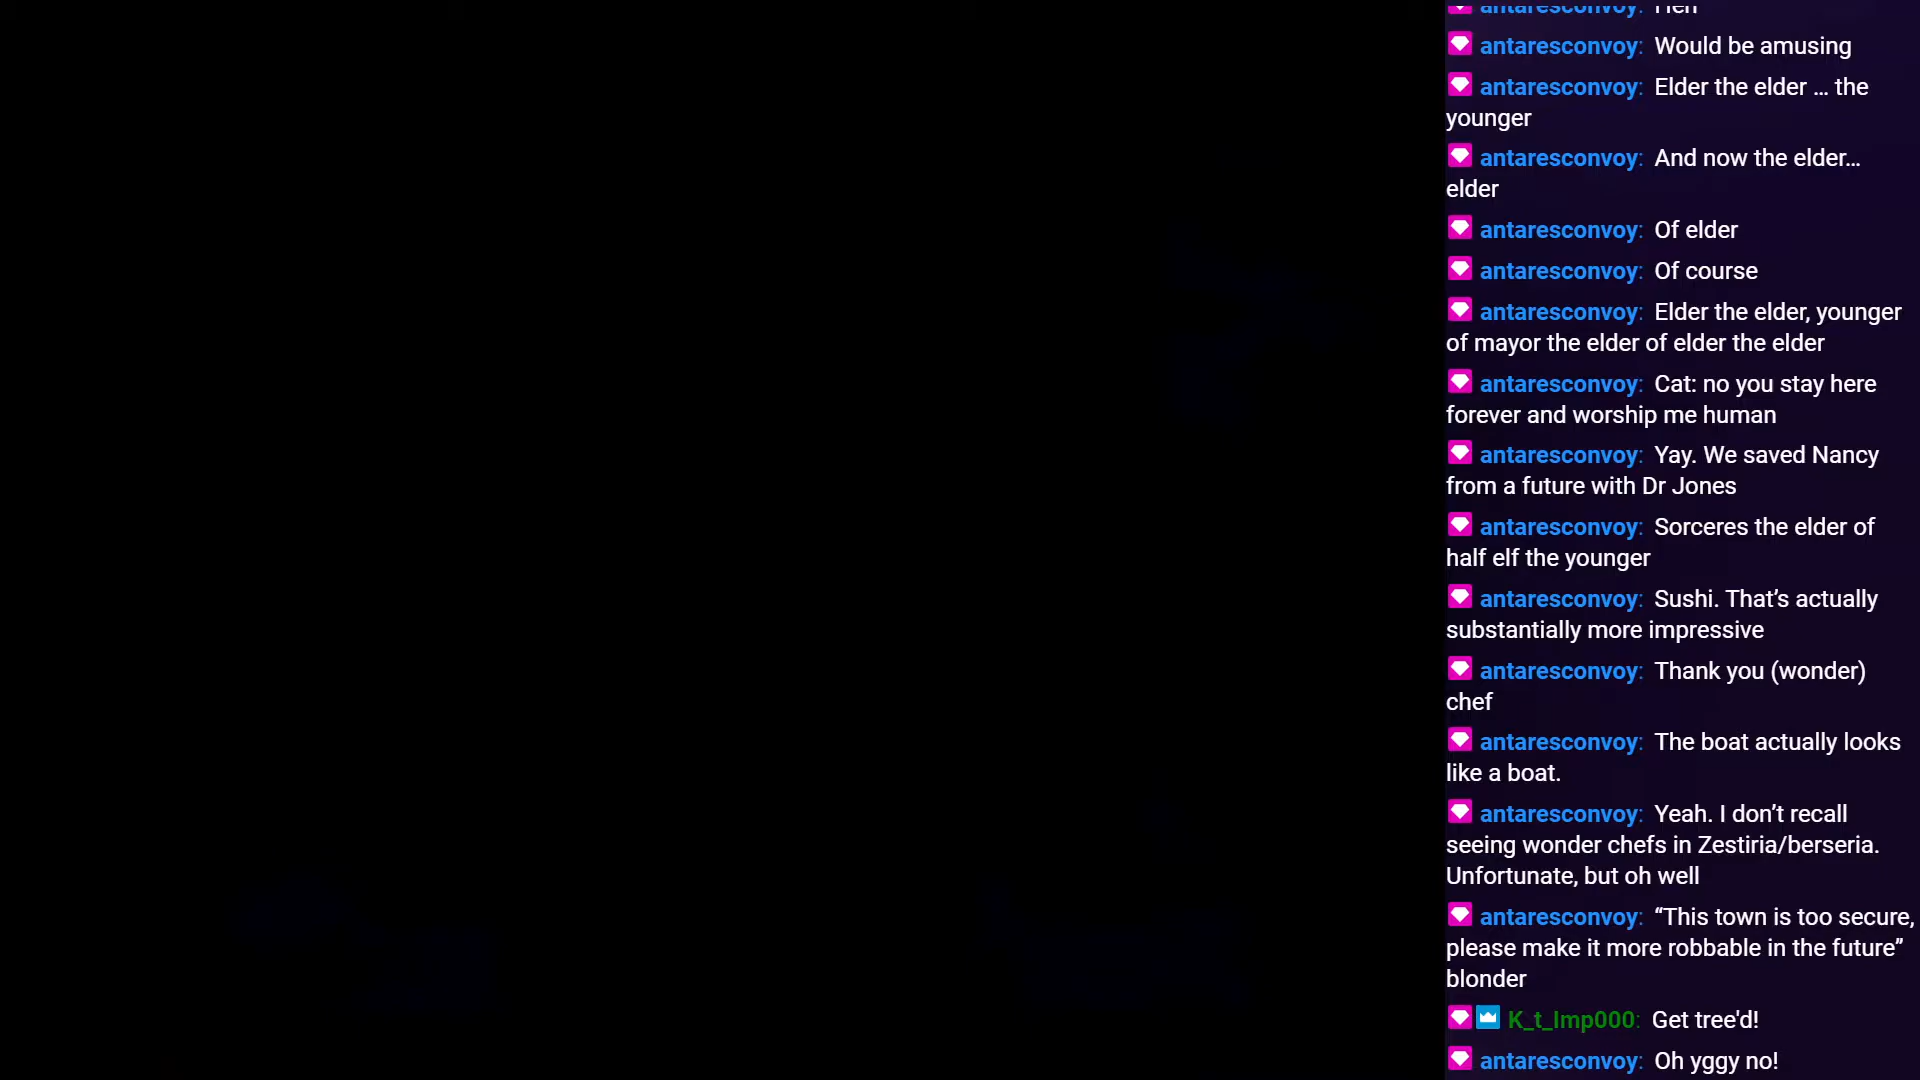 antaresconvoy: Heh
antaresconvoy: Would be amusing
antaresconvoy: Elder the elder ... the
younger
antaresconvoy: And now the elder...
elder
antaresconvoy: Of elder
antaresconvoy: Of course
antaresconvoy: Elder the elder, younger
of mayor the elder of elder the elder
antaresconvoy: Cat: no you stay here
forever and worship me human
antaresconvoy: Yay. We saved Nancy
from a future with Dr Jones
antaresconvoy: Sorceres the elder of
half elf the younger
antaresconvoy: Sushi. That’s actually
substantially more impressive
antaresconvoy: Thank you (wonder)
chef
antaresconvoy: The boat actually looks
like a boat.
antaresconvoy: Yeah. I don’t recall
seeing wonder chefs in Zestiria/berseria.
Unfortunate, but oh well
antaresconvoy: “This town is too secure,
please make it more robbable in the future”
blonder
K_t_Imp000: Get tree'd!
antaresconvoy: Oh yggy no!